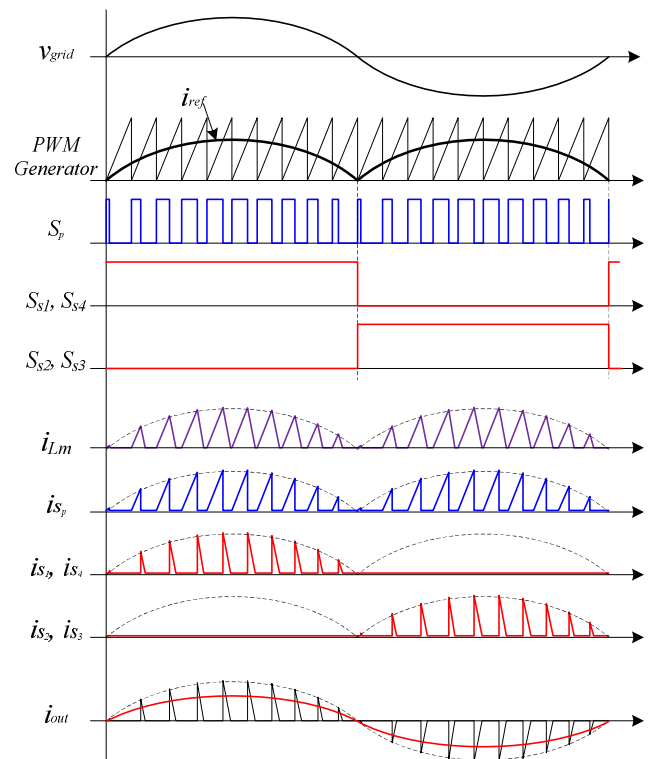 vgrid
iref
PWM
Generator
Sp
Ss1, Ss4
Ss2, Ss3
iLm
isp
is1, is4
is2, is3
iout